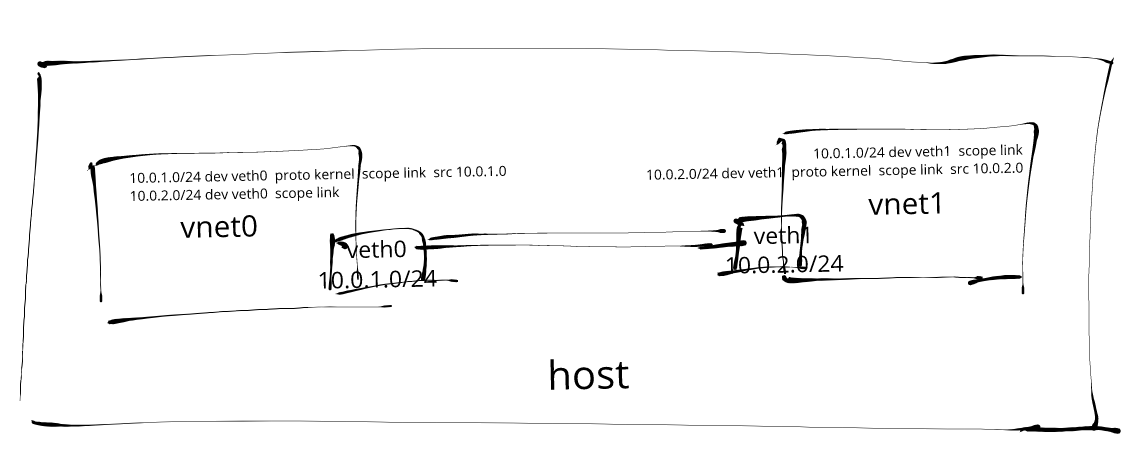 10.0.1.0/24 dev veth0  proto kernel  scope link  src 10.0.1.0
10.0.2.0/24 dev veth0  scope link
vnet0
veth0
10.0.1.0/24
10.0.1.0/24 dev veth1  scope link
10.0.2.0/24 dev veth1  proto kernel  scope link  src 10.0.2.0
vnet1
veth1
10.0.2.0/24
host